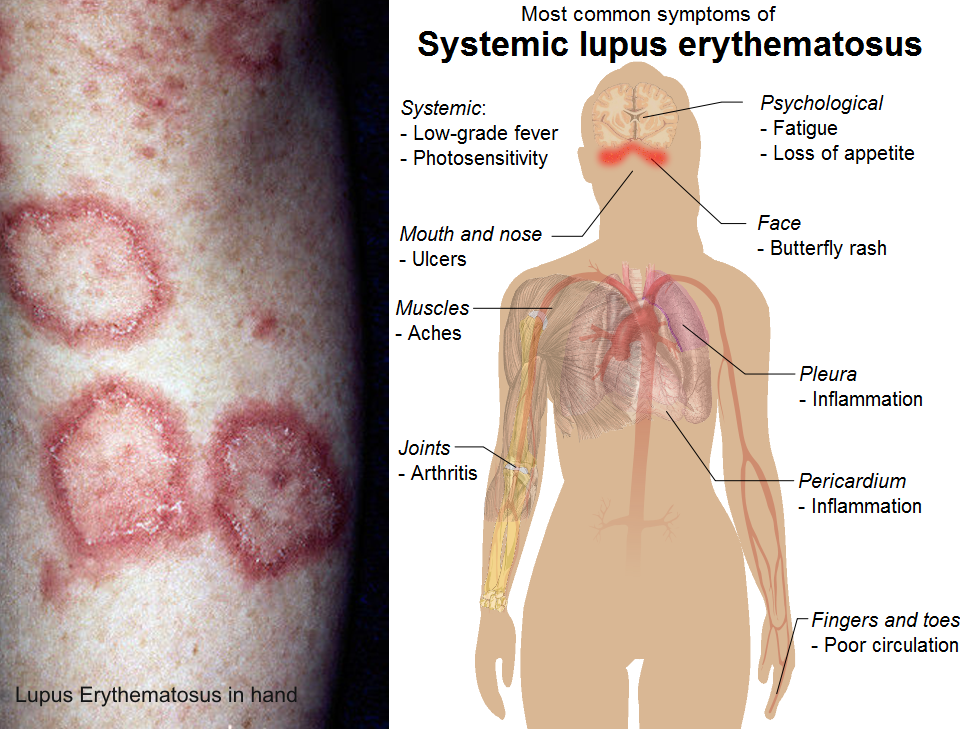 Most common symptoms of
Systemic lupus erythematosus
Systemic:
- Low-grade fever
- Photosensitivity
Psychological
- Fatigue
- Loss of appetite
Mouth and nose
- Ulcers
Face
- Butterfly rash
Muscles
- Aches
Pleura
- Inflammation
Joints
- Arthritis
Pericardium
- Inflammation
Fingers and toes
- Poor circulation
Lupus Erythematosus in hand